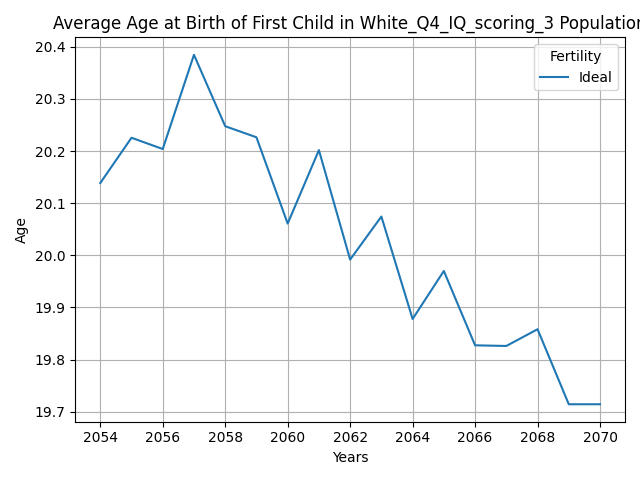 Average Age at Birth of First Child in White_Q4_IQ_scoring_3 Population
Fertility
Ideal
20.4
20.3
20.2
20.1
20.0
19.9
19.8
19.7
Age
2054 2056 2058 2060 2062 2064 2066 2068 2070
Years